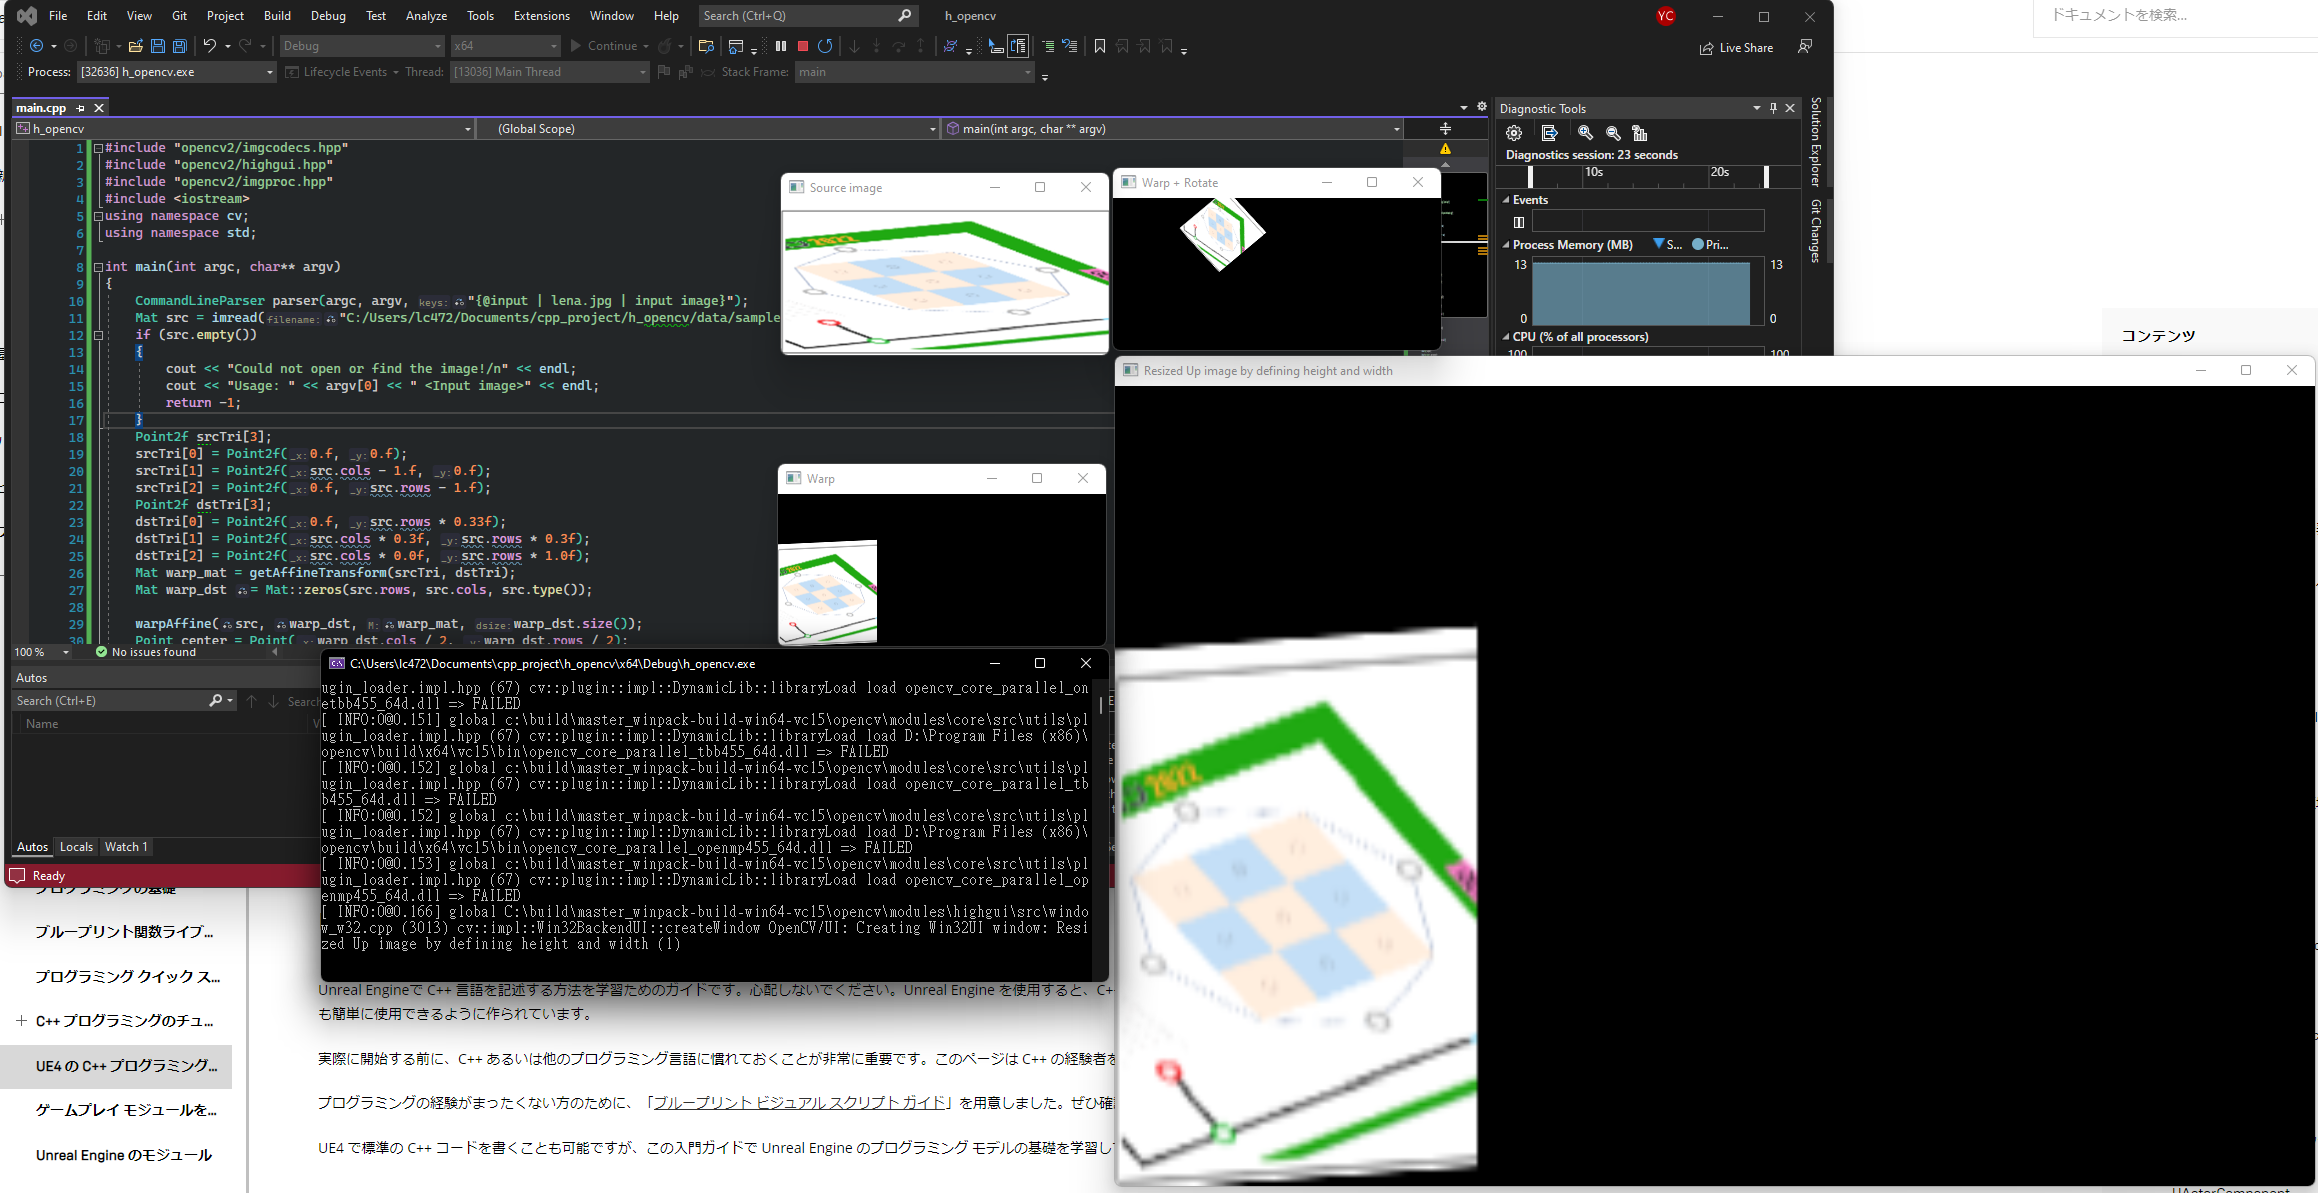 File Edit View Git Project Build Debug Test Analyze Tools Extensions Window Help Search (Ctrl+Q) h_opencv YC
Debug x64 Continue Live Share
Process: [32636] h_opencv.exe Lifecycle Events Thread: [13036] Main Thread Stack Frame: main
main.cpp
h_opencv (Global Scope) main(int argc, char ** argv)
1 #include "opencv2/imgcodecs.hpp"
2 #include "opencv2/highgui.hpp"
3 #include "opencv2/imgproc.hpp"
4 #include <iostream>
5 using namespace cv;
6 using namespace std;
7
8 int main(int argc, char** argv)
9 {
10 CommandLineParser parser(argc, argv, keys: "{@input | lena.jpg | input image}");
11 Mat src = imread(filename: "C:/Users/lc472/Documents/cpp_project/h_opencv/data/sample
12 if (src.empty())
13 {
14 cout << "Could not open or find the image!/n" << endl;
15 cout << "Usage: " << argv[0] << " <Input image>" << endl;
16 return -1;
17 }
18 Point2f srcTri[3];
19 srcTri[0] = Point2f(_x:0.f, _y:0.f);
20 srcTri[1] = Point2f(_x:src.cols - 1.f, _y:0.f);
21 srcTri[2] = Point2f(_x:0.f, _y:src.rows - 1.f);
22 Point2f dstTri[3];
23 dstTri[0] = Point2f(_x:0.f, _y:src.rows * 0.33f);
24 dstTri[1] = Point2f(_x:src.cols * 0.3f, _y:src.rows * 0.3f);
25 dstTri[2] = Point2f(_x:src.cols * 0.0f, _y:src.rows * 1.0f);
26 Mat warp_mat = getAffineTransform(srcTri, dstTri);
27 Mat warp_dst = Mat::zeros(src.rows, src.cols, src.type());
28
29 warpAffine(src, warp_dst, M:warp_mat, dsize:warp_dst.size());
30 Point center = Point(_x:warp_dst.cols / 2, _y:warp_dst.rows / 2);
100 % No issues found
Autos
Search (Ctrl+E)
Name
Autos Locals Watch 1
Ready
Source image
2022
Warp + Rotate
Warp
2022
Diagnostic Tools
Diagnostics session: 23 seconds
10s 20s
Events
Process Memory (MB) S... Pri...
13 13
0 0
CPU (% of all processors)
100 100
Solution Explorer
Git Changes
Resized Up image by defining height and width
2022
C:\Users\lc472\Documents\cpp_project\h_opencv\x64\Debug\h_opencv.exe
ugin_loader.impl.hpp (67) cv::plugin::impl::DynamicLib::libraryLoad load opencv_core_parallel_on
etbb455_64d.dll => FAILED
[ INFO:0@0.151] global c:\build\master_winpack-build-win64-vc15\opencv\modules\core\src\utils\pl
ugin_loader.impl.hpp (67) cv::plugin::impl::DynamicLib::libraryLoad load D:\Program Files (x86)\
opencv\build\x64\vc15\bin\opencv_core_parallel_tbb455_64d.dll => FAILED
[ INFO:0@0.152] global c:\build\master_winpack-build-win64-vc15\opencv\modules\core\src\utils\pl
ugin_loader.impl.hpp (67) cv::plugin::impl::DynamicLib::libraryLoad load opencv_core_parallel_tb
b455_64d.dll => FAILED
[ INFO:0@0.152] global c:\build\master_winpack-build-win64-vc15\opencv\modules\core\src\utils\pl
ugin_loader.impl.hpp (67) cv::plugin::impl::DynamicLib::libraryLoad load D:\Program Files (x86)\
opencv\build\x64\vc15\bin\opencv_core_parallel_openmp455_64d.dll => FAILED
[ INFO:0@0.153] global c:\build\master_winpack-build-win64-vc15\opencv\modules\core\src\utils\pl
ugin_loader.impl.hpp (67) cv::plugin::impl::DynamicLib::libraryLoad load opencv_core_parallel_op
enmp455_64d.dll => FAILED
[ INFO:0@0.166] global C:\build\master_winpack-build-win64-vc15\opencv\modules\highgui\src\windo
w_w32.cpp (3013) cv::impl::Win32BackendUI::createWindow OpenCV/UI: Creating Win32UI window: Resi
zed Up image by defining height and width (1)
ドキュメントを検索...
コンテンツ
プログラミングの基礎
ブループリント関数ライブ...
プログラミング クイック ス...
C++ プログラミングのチュ...
UE4 の C++ プログラミング...
ゲームプレイ モジュールを...
Unreal Engine のモジュール
Unreal Engineで C++ 言語を記述する方法を学習ためのガイドです。心配しないでください。Unreal Engine を使用すると、C+
も簡単に使用できるように作られています。
実際に開始する前に、C++ あるいは他のプログラミング言語に慣れておくことが非常に重要です。このページは C++ の経験者を
プログラミングの経験がまったくない方のために、「ブループリント ビジュアル スクリプト ガイド」を用意しました。ぜひ確
UE4 で標準の C++ コードを書くことも可能ですが、この入門ガイドで Unreal Engine のプログラミング モデルの基礎を学習し